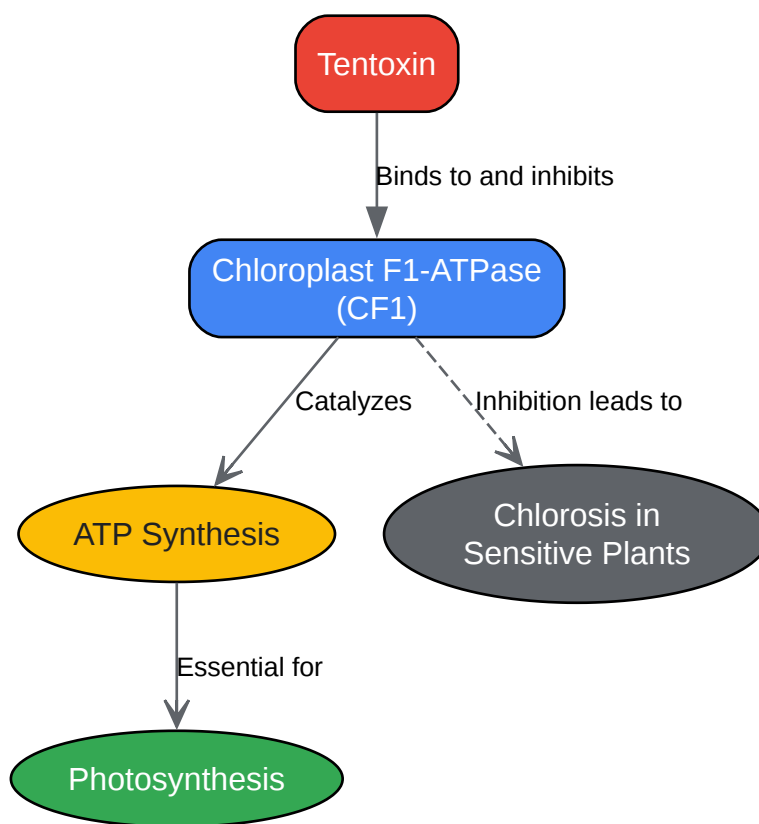 Tentoxin
Binds to and inhibits
Chloroplast F1-ATPase
(CF1)
Catalyzes
Inhibition leads to
ATP Synthesis
Chlorosis in
Sensitive Plants
Essential for
Photosynthesis